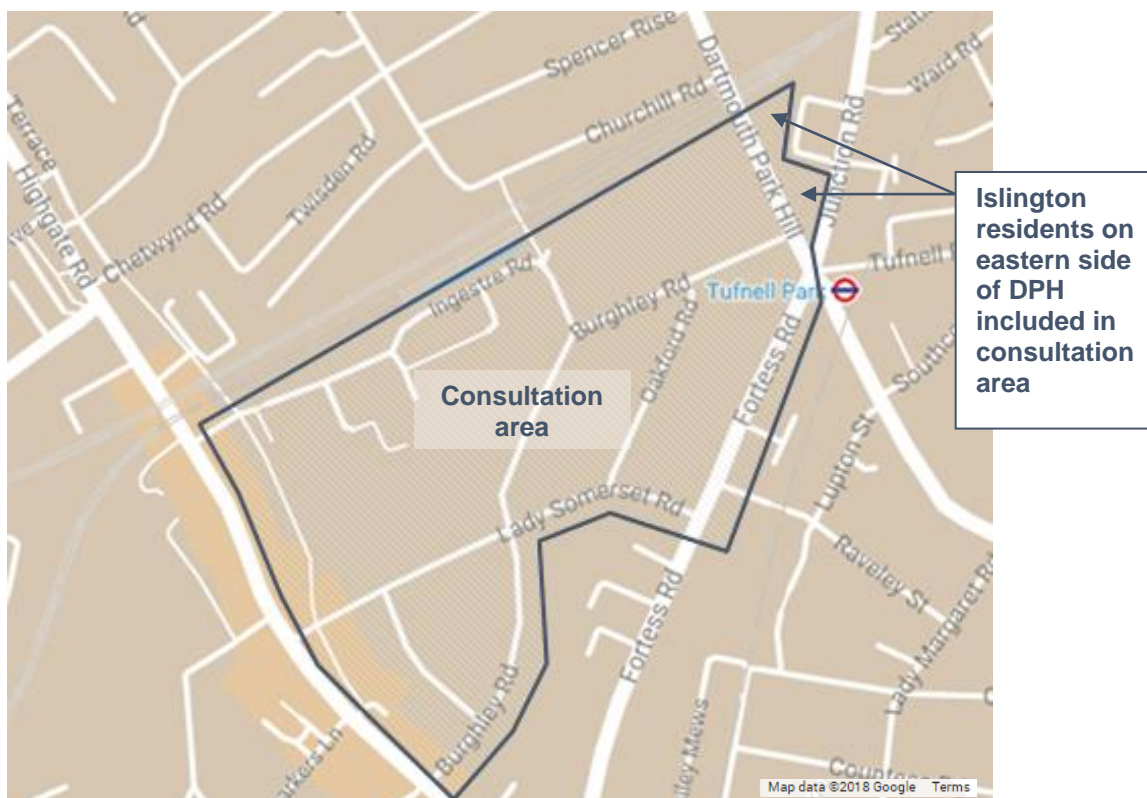 Spencer Rise
Dartmouth Park Hill
Ward Rd
Churchill Rd
Terrace
Highgate Rd
Twisden Rd
Chetwynd Rd
Junction Rd
Islington
residents on
eastern side
of DPH
included in
consultation
area
Ingestre Rd
Tufnell Park
Tufnell
Burghley Rd
Oakford Rd
Fortess Rd
Consultation
area
Lupton St
Lady Somerset Rd
Raveley St
Fortess Rd
Lady Margaret Rd
Burghley Rd
Mews
Ln
Map data ©2018 Google Terms